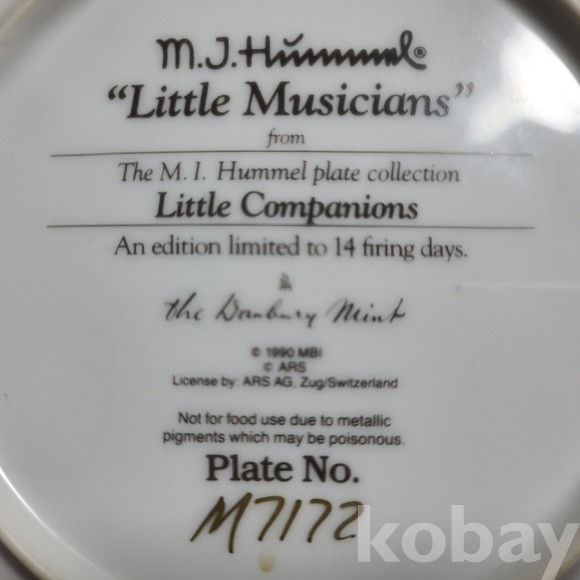 M.J.Hummel®
“Little Musicians”
from
The M. I. Hummel plate collection
Little Companions
An edition limited to 14 firing days.
the Danbury Mint
© 1990 MBI
© ARS
License by: ARS AG, Zug/Switzerland
Not for food use due to metallic
pigments which may be poisonous.
Plate No.
M7172
kobay